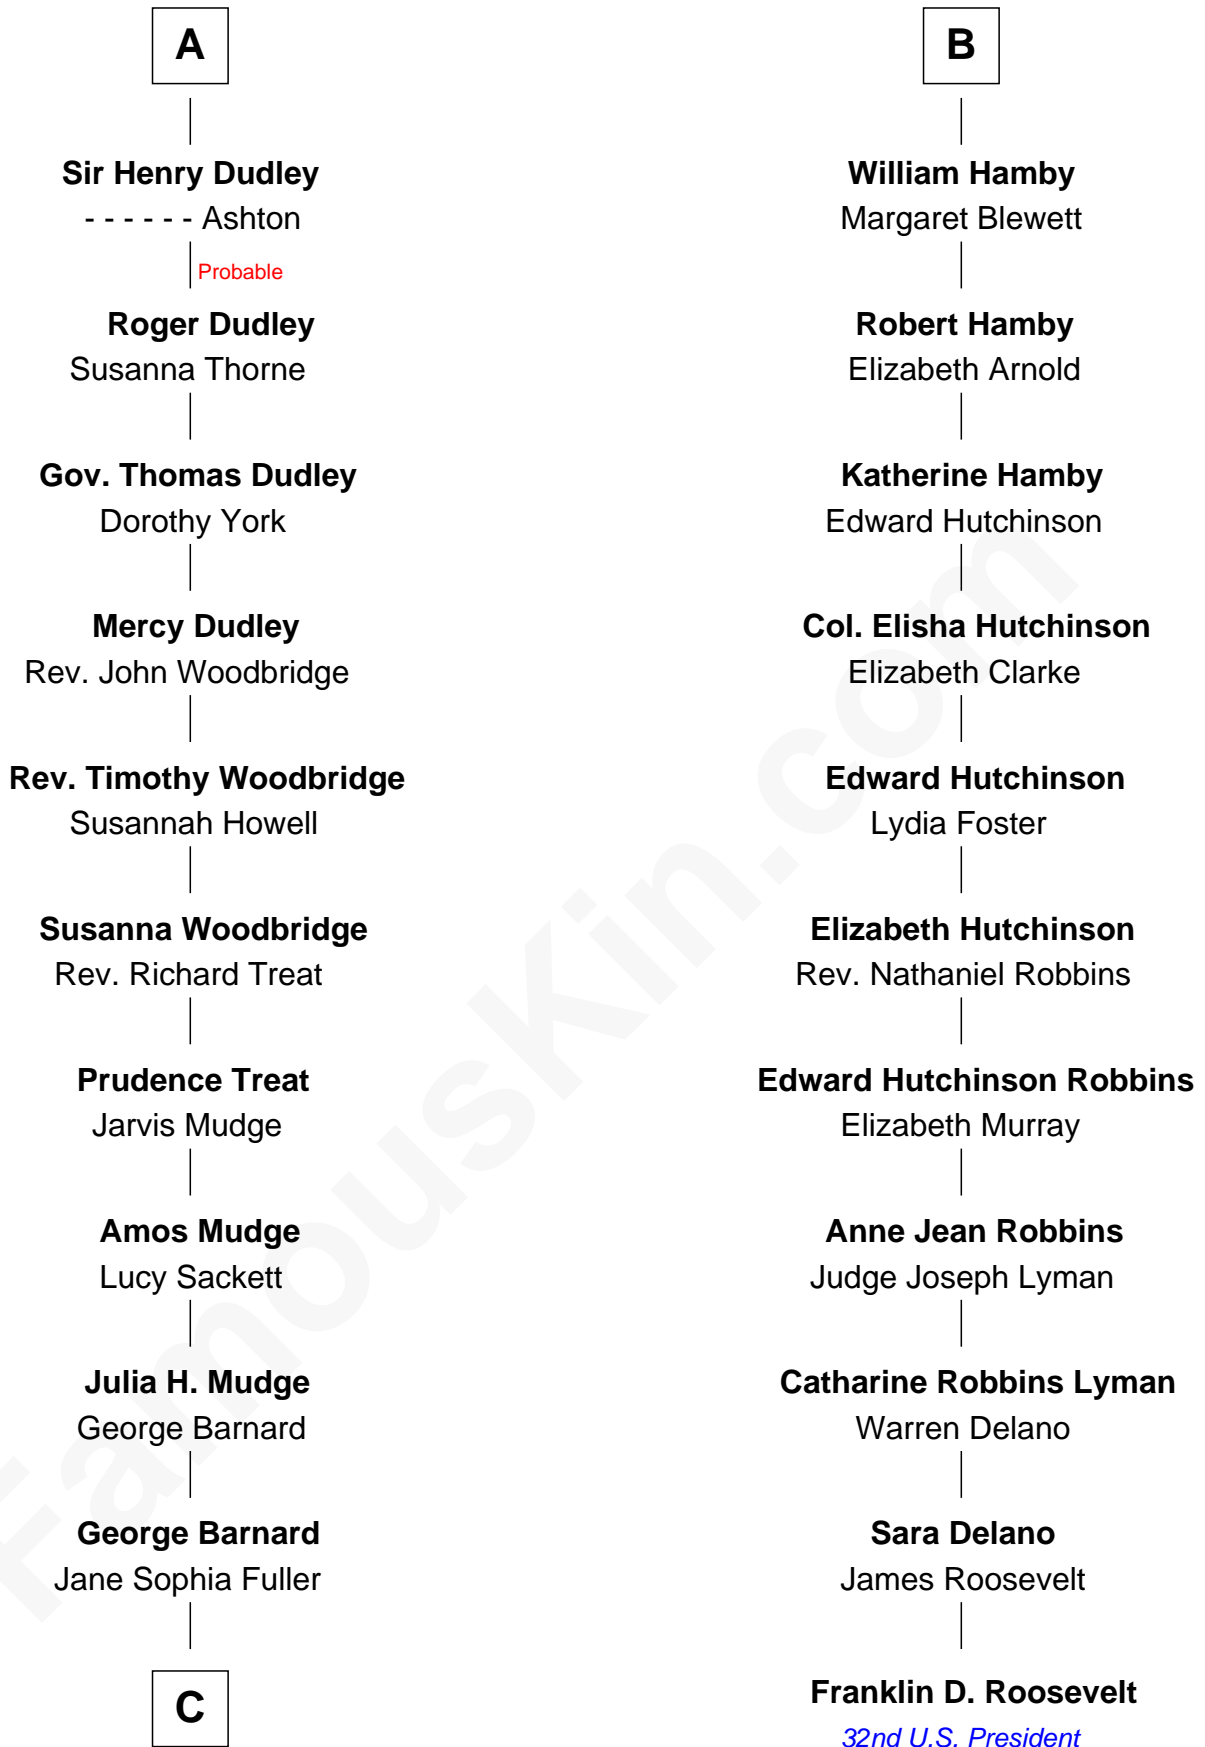 A
Sir Henry Dudley
- - - - - - Ashton
Probable
Roger Dudley
Susanna Thorne
Gov. Thomas Dudley
Dorothy York
Mercy Dudley
Rev. John Woodbridge
Rev. Timothy Woodbridge
Susannah Howell
Susanna Woodbridge
Rev. Richard Treat
Prudence Treat
Jarvis Mudge
Amos Mudge
Lucy Sackett
Julia H. Mudge
George Barnard
George Barnard
Jane Sophia Fuller
C
B
William Hamby
Margaret Blewett
Robert Hamby
Elizabeth Arnold
Katherine Hamby
Edward Hutchinson
Col. Elisha Hutchinson
Elizabeth Clarke
Edward Hutchinson
Lydia Foster
Elizabeth Hutchinson
Rev. Nathaniel Robbins
Edward Hutchinson Robbins
Elizabeth Murray
Anne Jean Robbins
Judge Joseph Lyman
Catharine Robbins Lyman
Warren Delano
Sara Delano
James Roosevelt
Franklin D. Roosevelt
32nd U.S. President
FamousKin.com